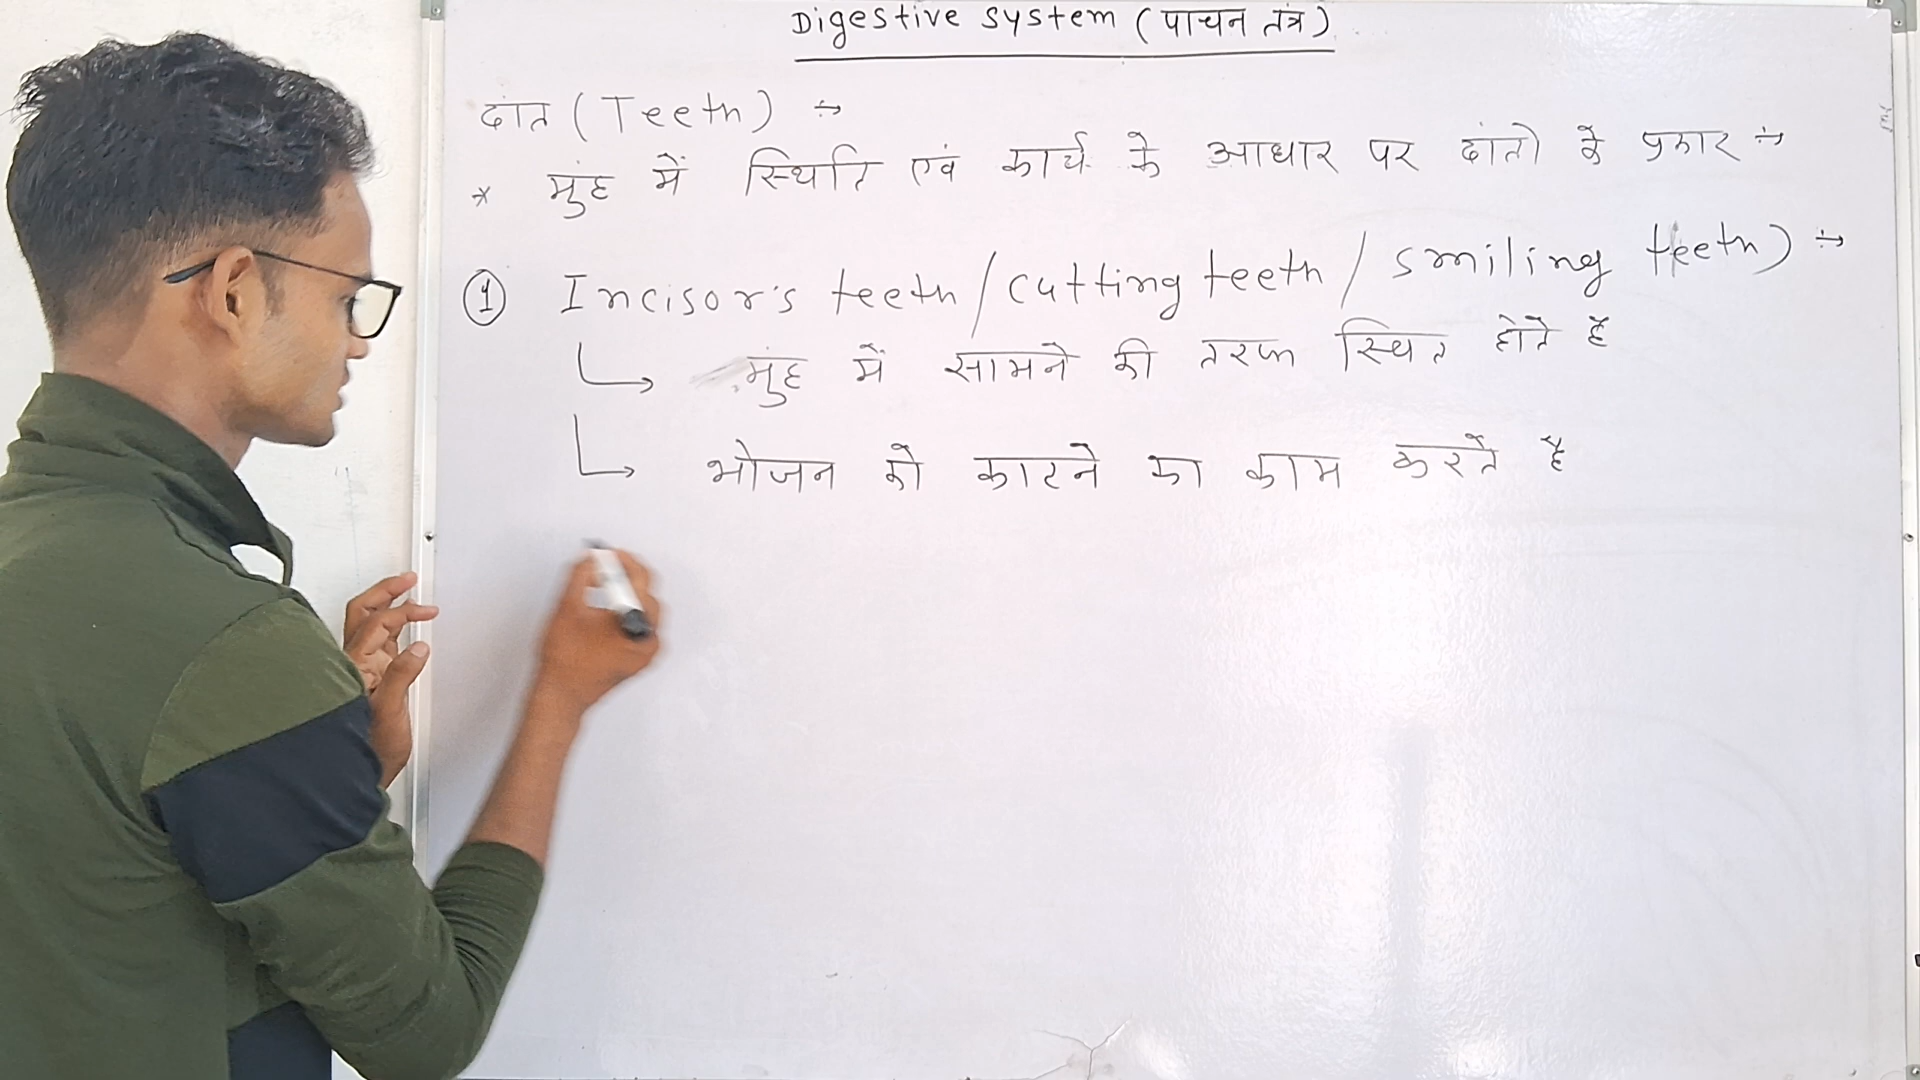 Digestive system (पाचन तंत्र)
दांत (Teeth) :→
* मुंह में स्थिति एवं कार्य के आधार पर दांतो के प्रकार :→
① Incisor's teeth/cutting teeth/smiling teeth) :→
↳ मुंह में सामने की तरफ स्थित होते है
↳ भोजन को काटने का काम करते है